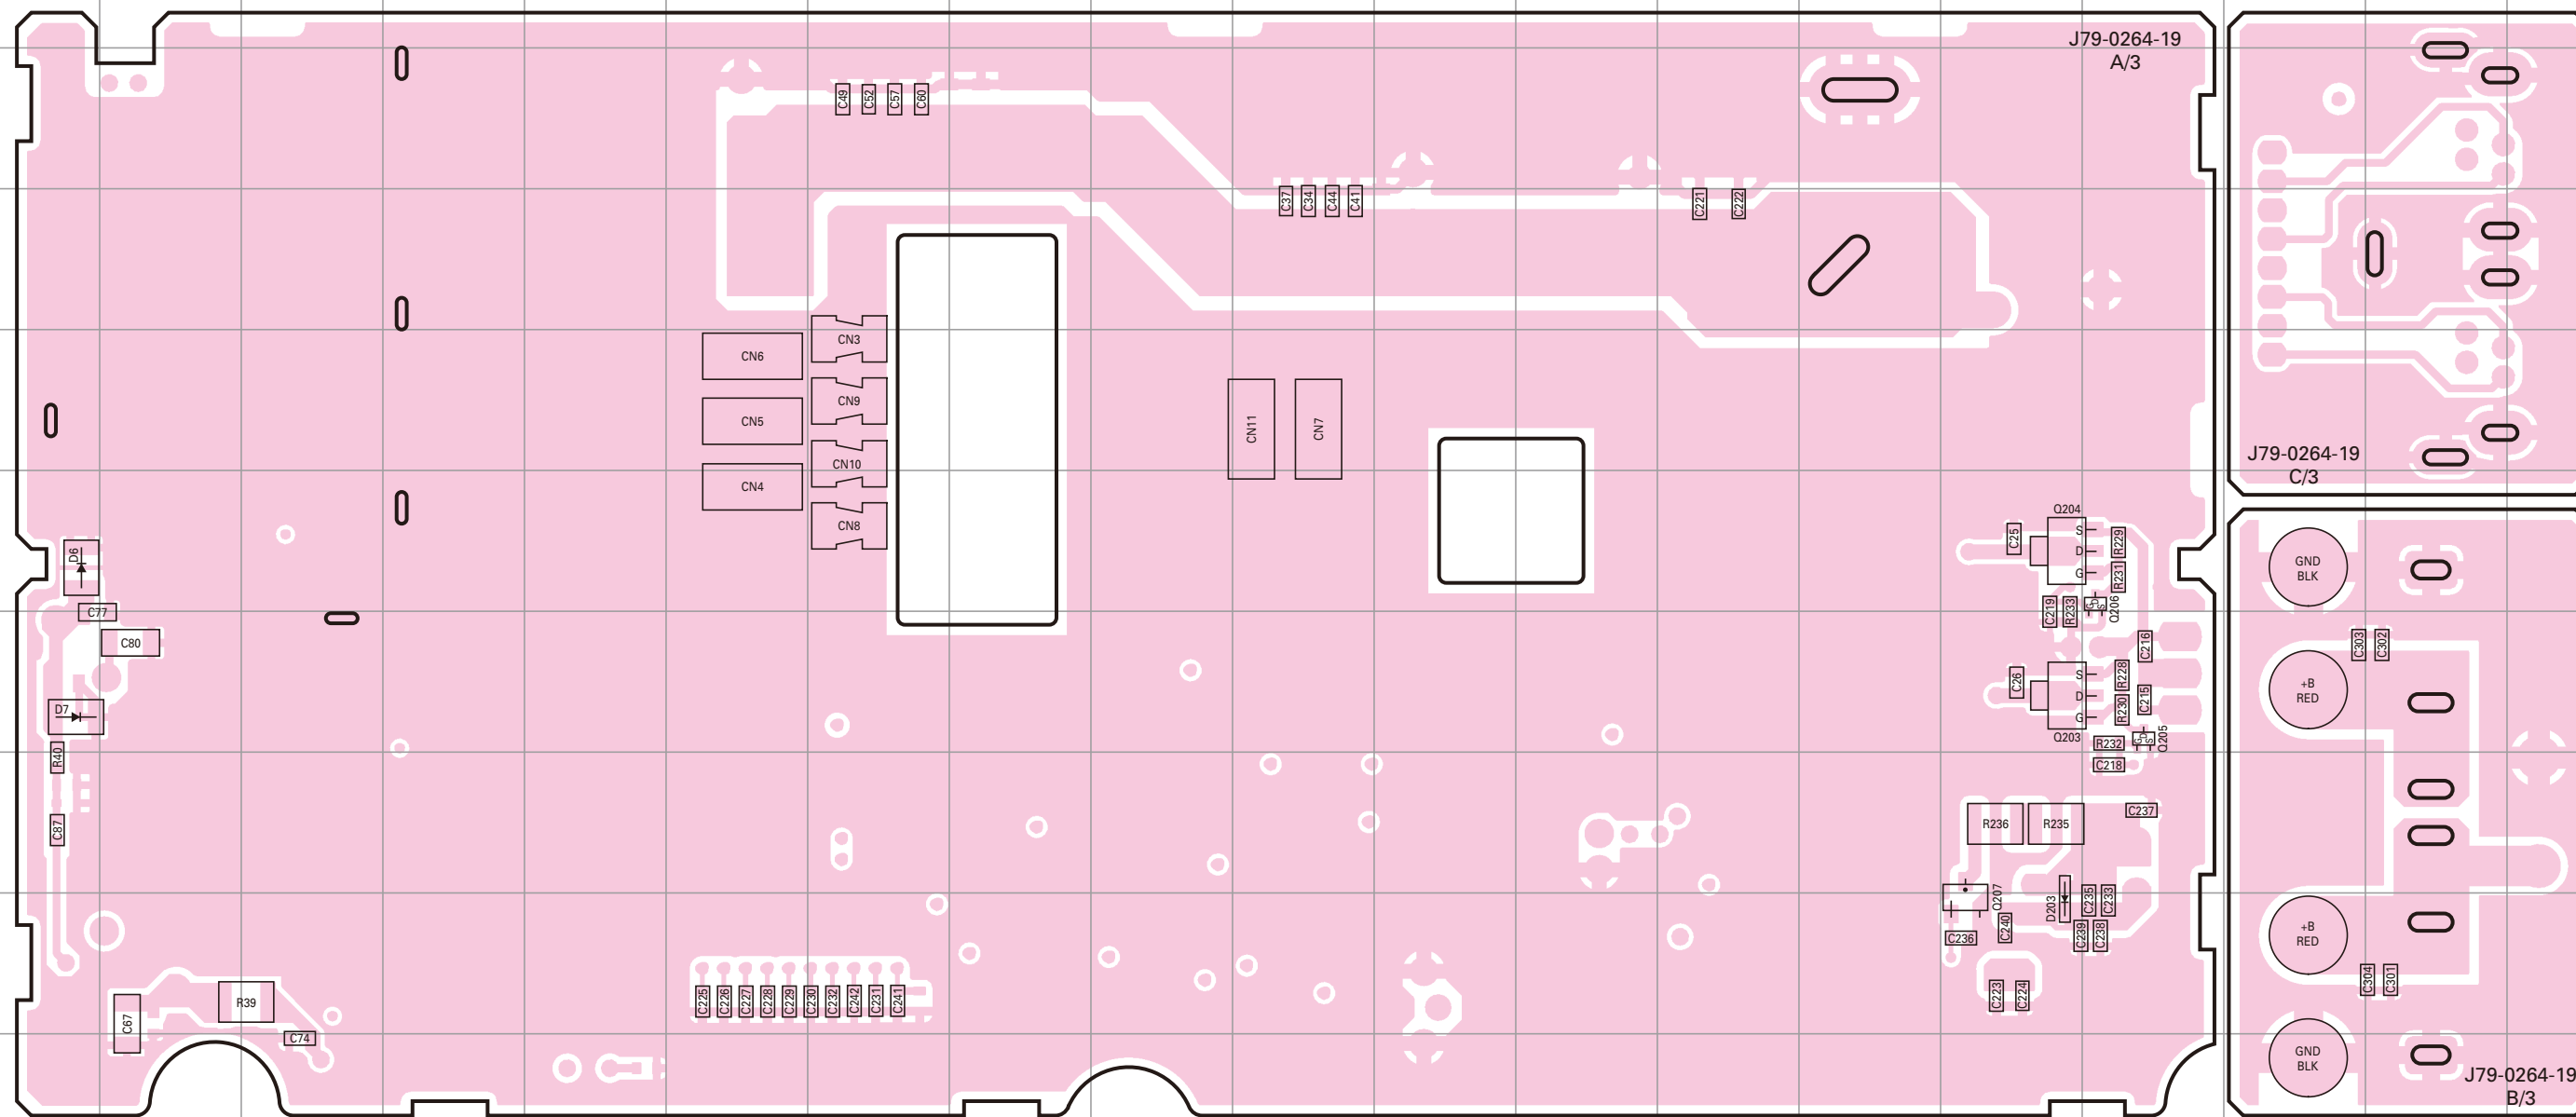 J79-0264-19
A/3
C49
C52
C57
C60
C37
C34
C44
C41
C221
C222
CN6
CN3
CN5
CN9
CN4
CN10
CN8
CN11
CN7
J79-0264-19
C/3
D6
C77
C80
D7
R40
C87
C67
R39
C74
C225
C226
C227
C228
C229
C230
C232
C242
C231
C241
Q204
C25
S
D
G
R229
R231
C219
R233
G
D
S
Q206
C216
C26
S
D
G
R228
R230
C215
Q203
R232
G
D
S
Q205
C218
R236
R235
C237
Q207
C236
C240
D203
C235
C233
C239
C238
C223
C224
GND
BLK
C303
C302
+B
RED
+B
RED
C304
C301
GND
BLK
J79-0264-19
B/3